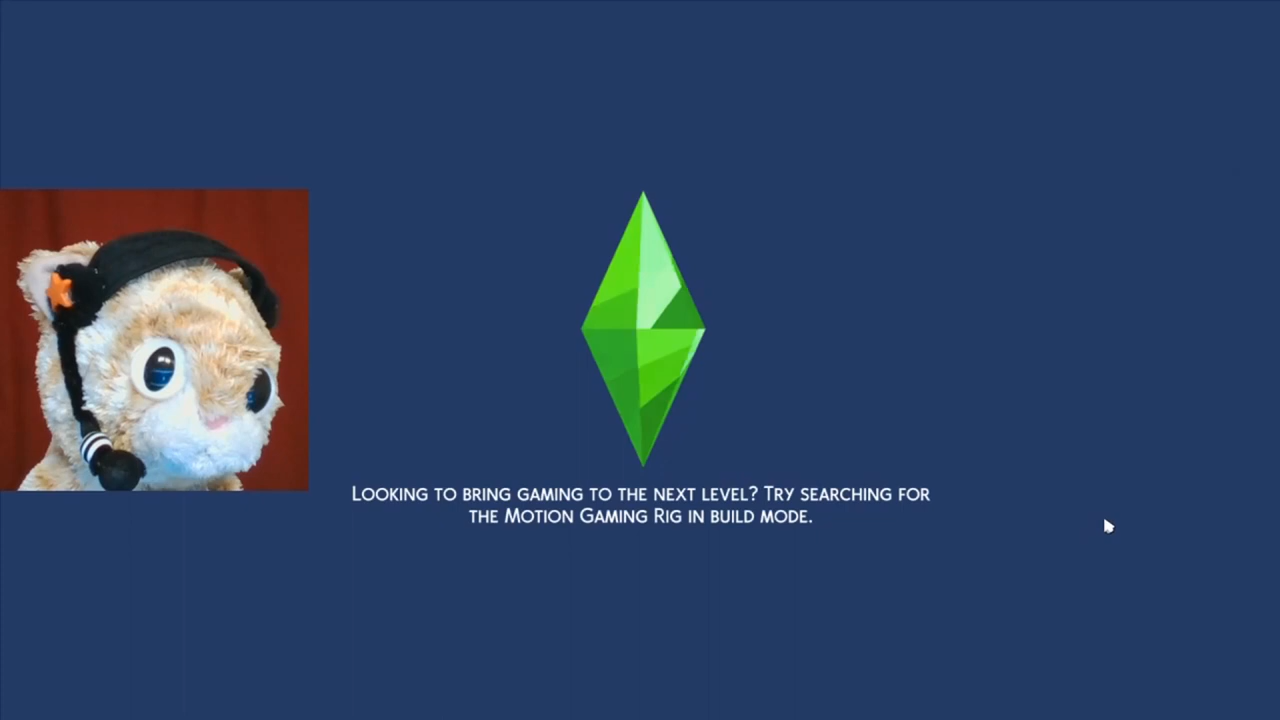 Looking to bring gaming to the next level? Try searching for
the Motion Gaming Rig in build mode.